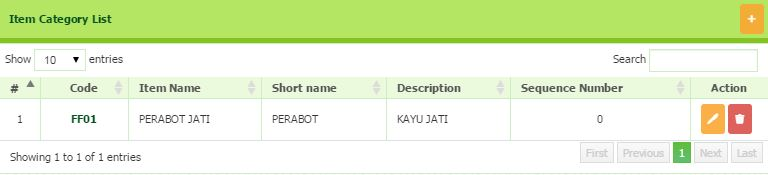 Item Category List +
Show 10 entries Search
# Code Item Name Short name Description Sequence Number Action
1 FF01 PERABOT JATI PERABOT KAYU JATI 0
Showing 1 to 1 of 1 entries First Previous 1 Next Last